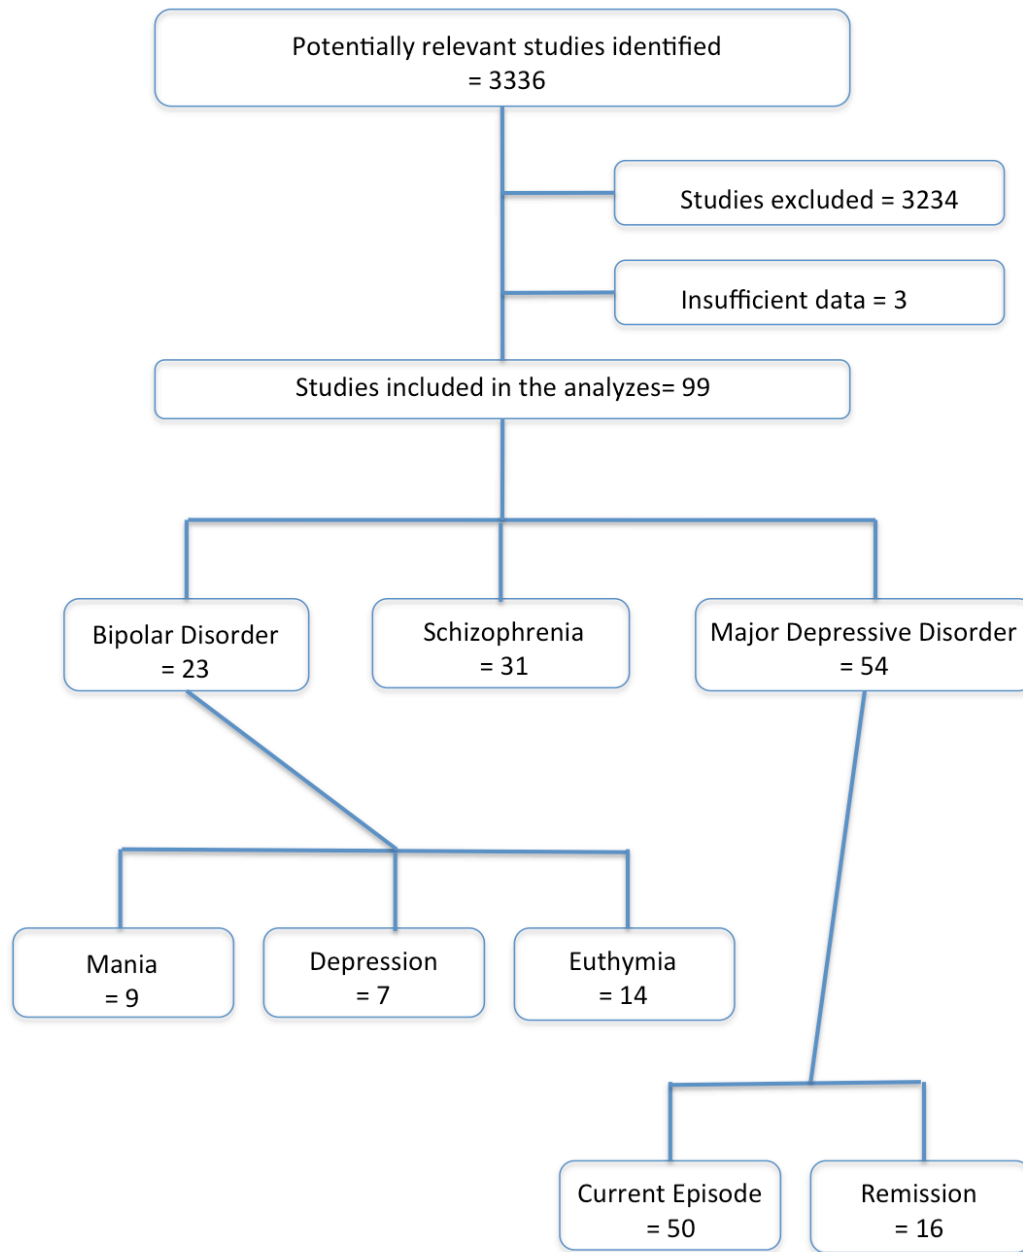 Potentially relevant studies identified
= 3336
Studies excluded = 3234
Insufficient data = 3
Studies included in the analyzes= 99
Bipolar Disorder
= 23
Schizophrenia
= 31
Major Depressive Disorder
= 54
Mania
= 9
Depression
= 7
Euthymia
= 14
Current Episode
= 50
Remission
= 16